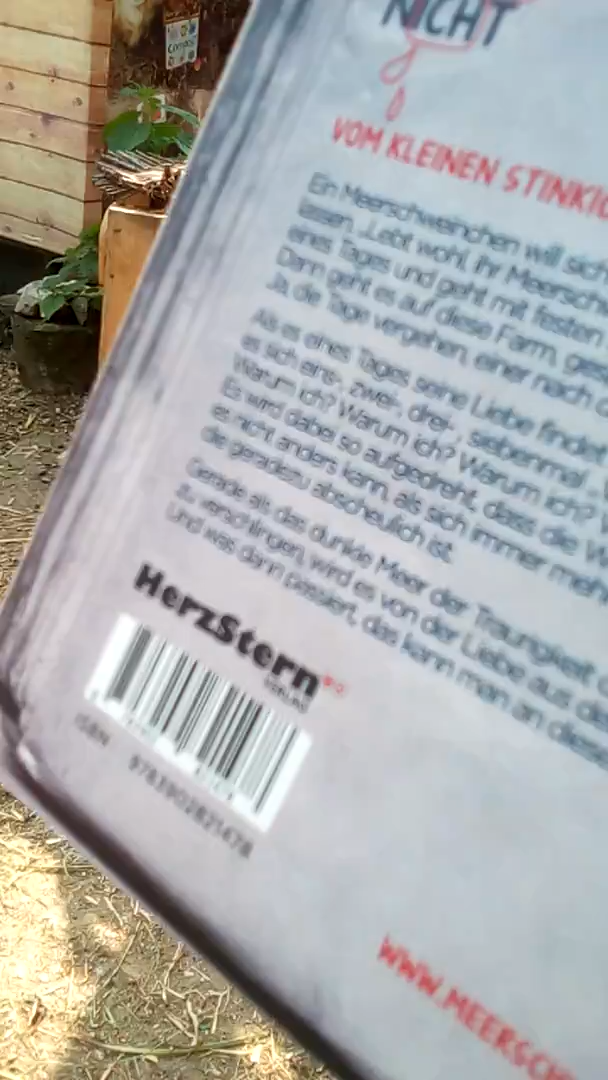 NICHT
VOM KLEINEN STINKI
Ein Meerschweinchen will sich
lassen. „Lebt wohl, ihr Meersch
eines Tages und geht mit festen
Dann geht es auf diese Farm, ges
Ja, die Tage vergehen, einer nach
Als es eines Tages seine Liebe findet
es sich eins-, zwei-, drei-, siebenmal
Warum ich? Warum ich? Warum ich? W
Es wird dabei so aufgedreht, dass die W
es nicht anders kann, als sich immer mehr
die geradezu abscheulich ist.
Gerade als das dunkle Meer der Traurigkeit
zu verschlingen, wird es von der Liebe aus de
Und was dann passiert, das kann man an diese
HerzStern
VERLAG
ISBN 9783902821478
WWW.MEERSCH
Compost